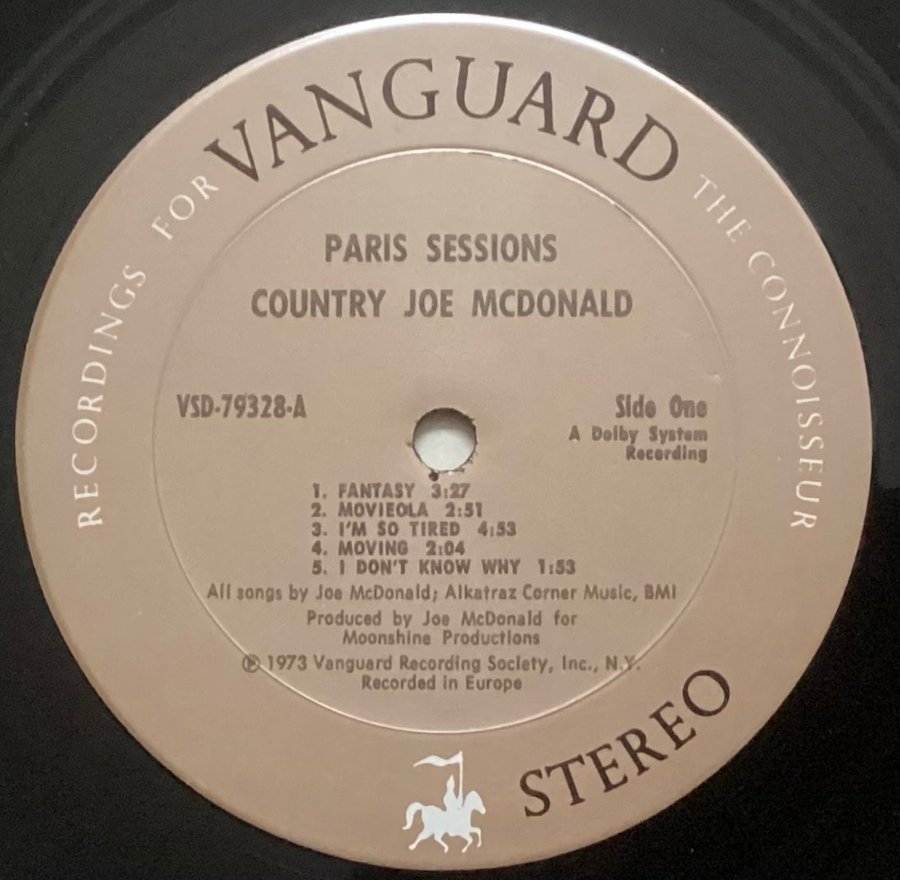 RECORDINGS FOR VANGUARD THE CONNOISSEUR
PARIS SESSIONS
COUNTRY JOE MCDONALD
VSD-79328-A
Side One
A Dolby System
Recording
1. FANTASY 3:27
2. MOVIEOLA 2:51
3. I'M SO TIRED 4:53
4. MOVING 2:04
5. I DON'T KNOW WHY 1:53
All songs by Joe McDonald; Alkatraz Corner Music, BMI
Produced by Joe McDonald for
Moonshine Productions
℗ 1973 Vanguard Recording Society, Inc., N.Y.
Recorded in Europe
STEREO